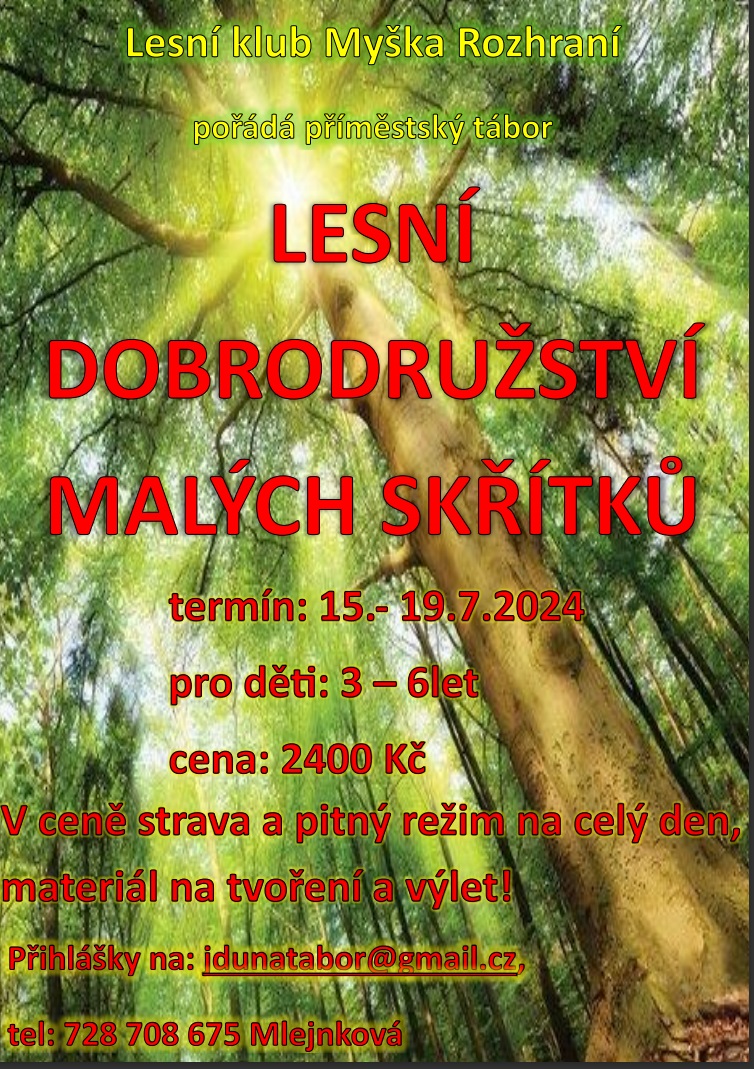 Lesní klub Myška Rozhraní
pořádá příměstský tábor
LESNÍ
DOBRODRUŽSTVÍ
MALÝCH SKŘÍTKŮ
termín: 15.- 19.7.2024
pro děti: 3 – 6let
cena: 2400 Kč
V ceně strava a pitný režim na celý den,
materiál na tvoření a výlet!
Přihlášky na: jdunatabor@gmail.cz,
tel: 728 708 675 Mlejnková